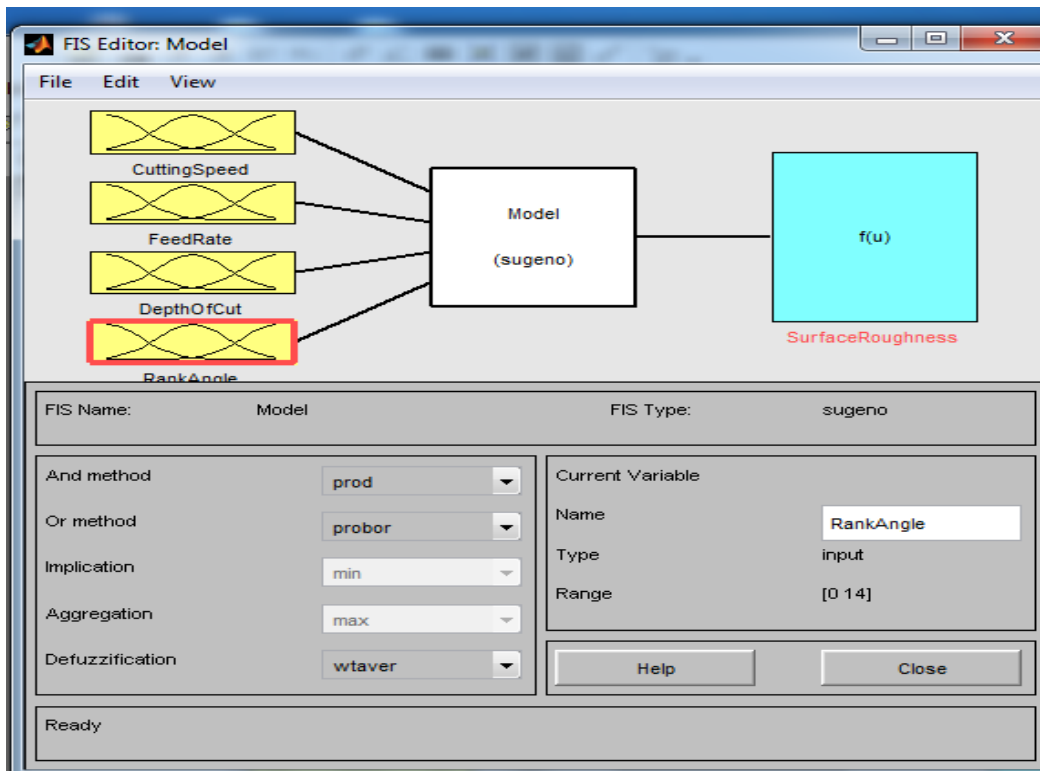 FIS Editor: Model
File Edit View
CuttingSpeed
FeedRate
DepthOfCut
RankAngle
Model
(sugeno)
f(u)
SurfaceRoughness
FIS Name: Model FIS Type: sugeno
And method prod
Or method probor
Implication min
Aggregation max
Defuzzification wtaver
Current Variable
Name RankAngle
Type input
Range [0 14]
Help Close
Ready